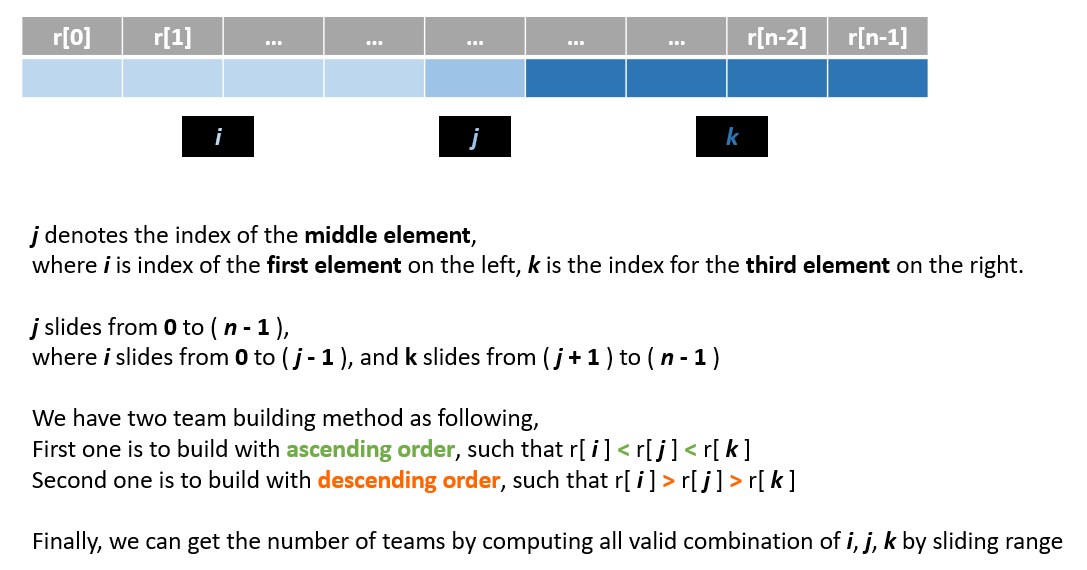 r[0] r[1] ... ... ... ... ... r[n-2] r[n-1]
i j k
j denotes the index of the middle element,
where i is index of the first element on the left, k is the index for the third element on the right.
j slides from 0 to ( n - 1 ),
where i slides from 0 to ( j - 1 ), and k slides from ( j + 1 ) to ( n - 1 )
We have two team building method as following,
First one is to build with ascending order, such that r[ i ] < r[ j ] < r[ k ]
Second one is to build with descending order, such that r[ i ] > r[ j ] > r[ k ]
Finally, we can get the number of teams by computing all valid combination of i, j, k by sliding range